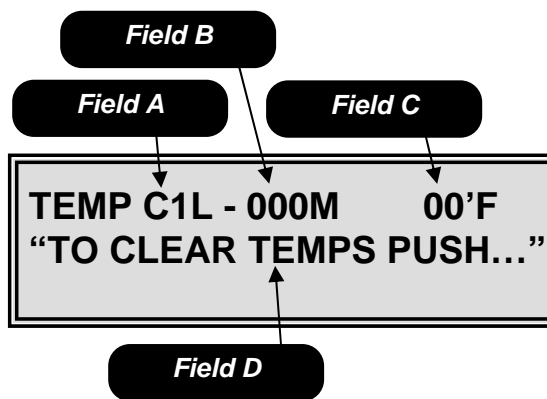 Field B
Field A
Field C
TEMP C1L - 000M 00'F
“TO CLEAR TEMPS PUSH...”
Field D